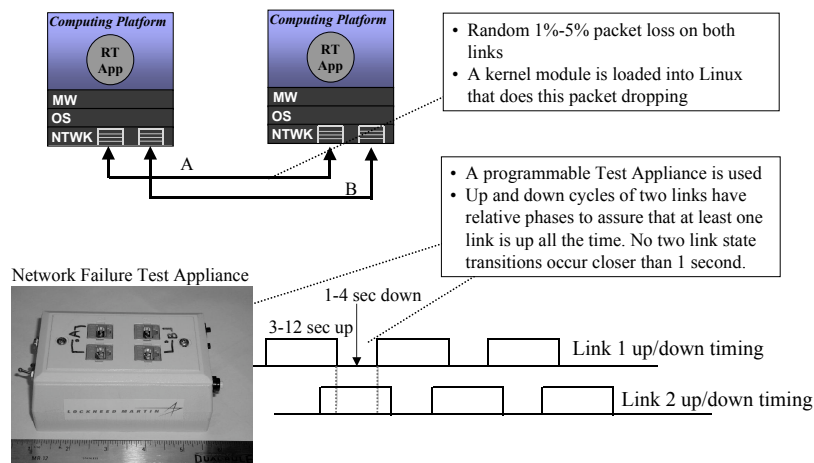 Computing Platform
RT
App
MW
OS
NTWK
Computing Platform
RT
App
MW
OS
NTWK
A
B
• Random 1%-5% packet loss on both
links
• A kernel module is loaded into Linux
that does this packet dropping
• A programmable Test Appliance is used
• Up and down cycles of two links have
relative phases to assure that at least one
link is up all the time. No two link state
transitions occur closer than 1 second.
Network Failure Test Appliance
A
B
LOCKHEED MARTIN
1-4 sec down
3-12 sec up
Link 1 up/down timing
Link 2 up/down timing